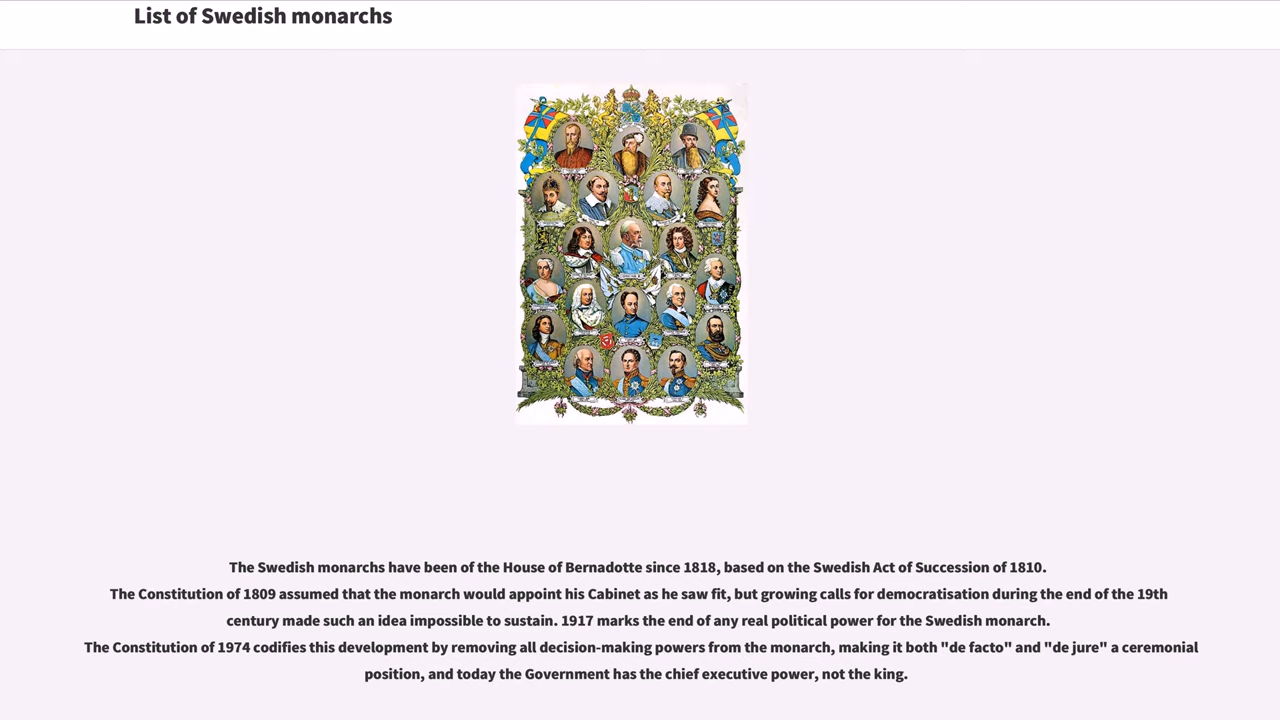 List of Swedish monarchs
The Swedish monarchs have been of the House of Bernadotte since 1818, based on the Swedish Act of Succession of 1810.
The Constitution of 1809 assumed that the monarch would appoint his Cabinet as he saw fit, but growing calls for democratisation during the end of the 19th
century made such an idea impossible to sustain. 1917 marks the end of any real political power for the Swedish monarch.
The Constitution of 1974 codifies this development by removing all decision-making powers from the monarch, making it both "de facto" and "de jure" a ceremonial
position, and today the Government has the chief executive power, not the king.